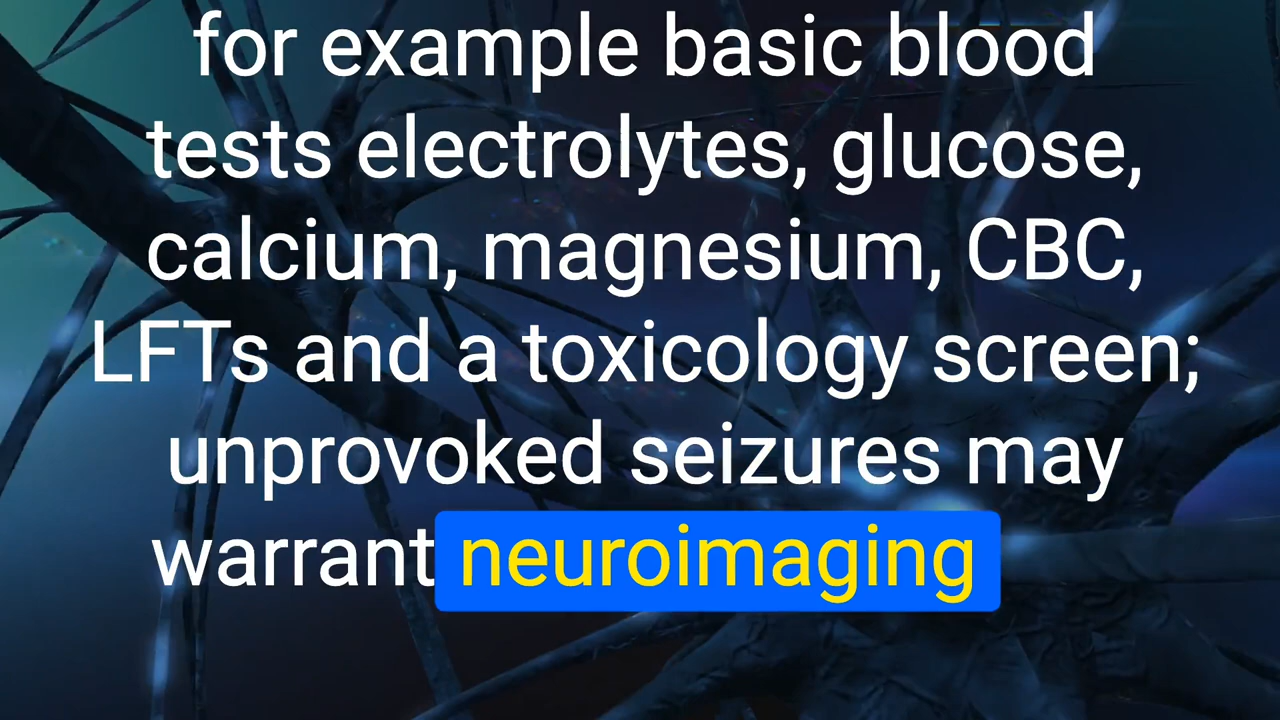 for example basic blood
tests electrolytes, glucose,
calcium, magnesium, CBC,
LFTs and a toxicology screen;
unprovoked seizures may
warrant neuroimaging